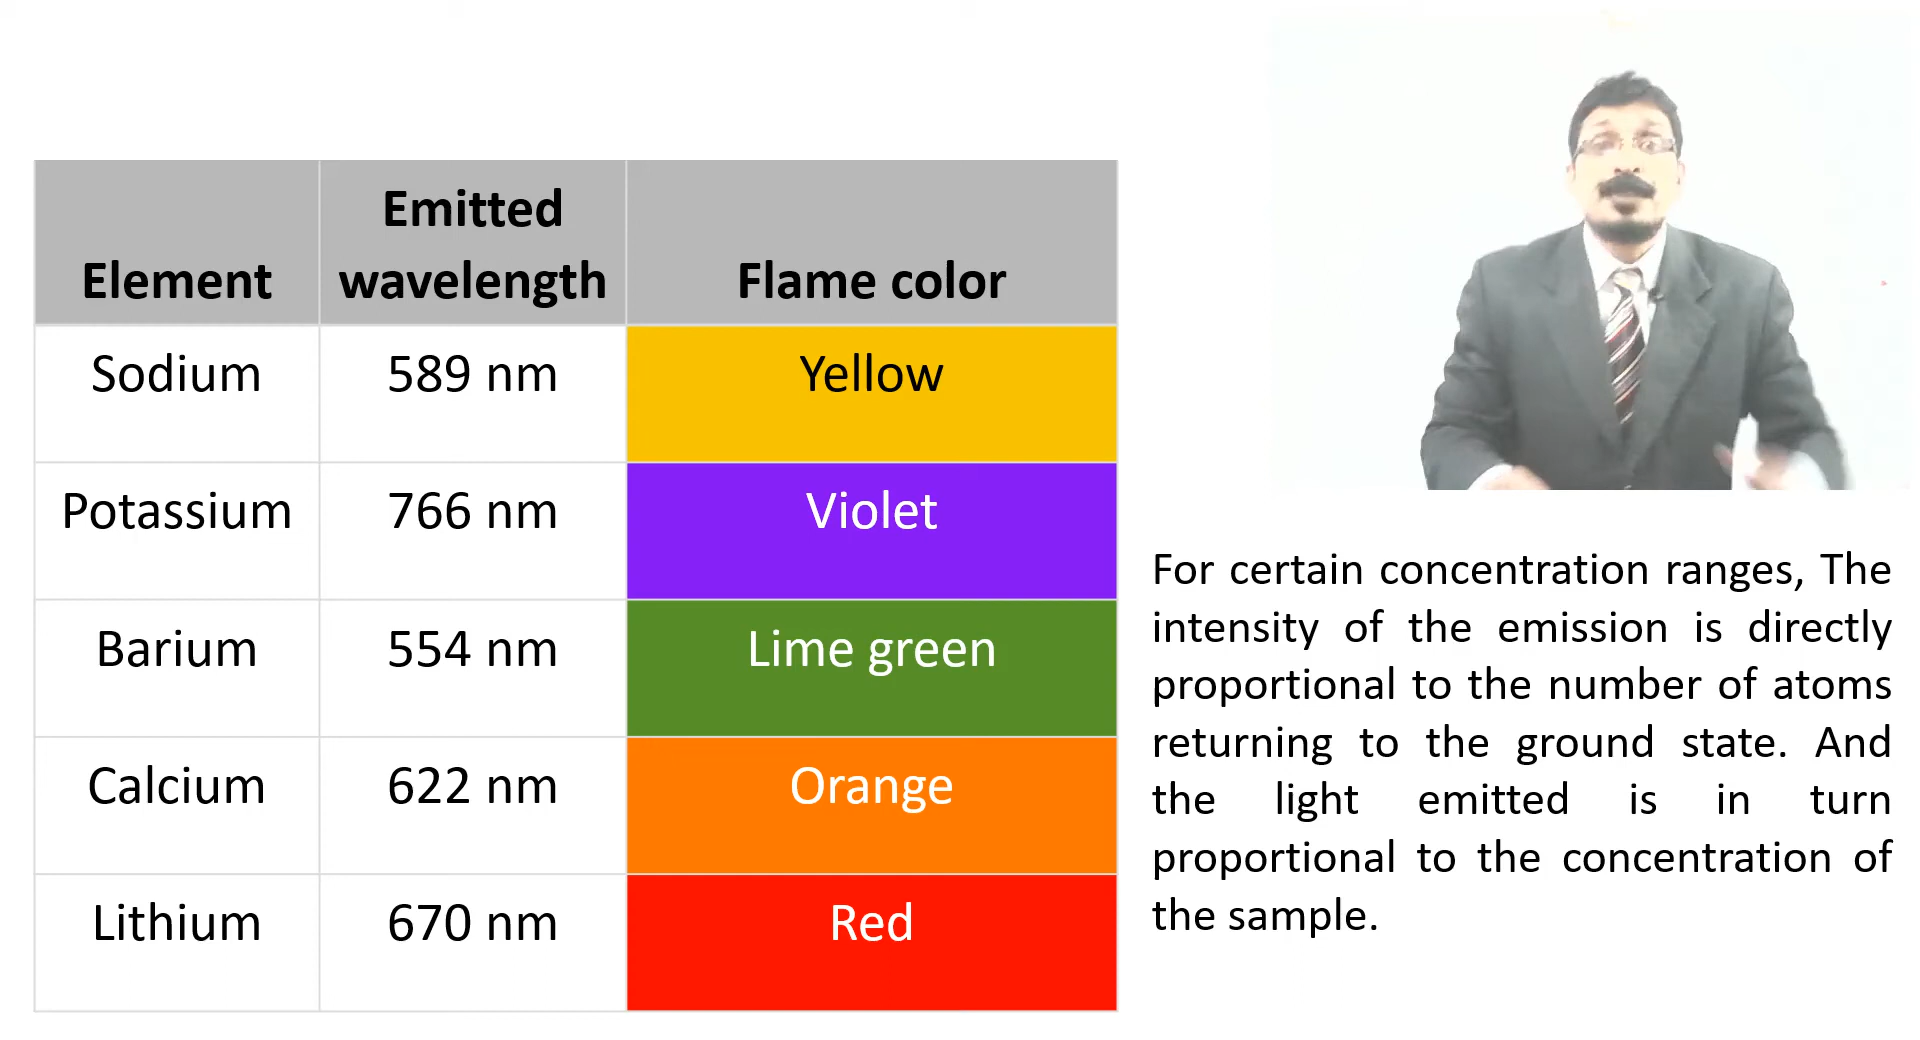 Element
Emitted
wavelength
Flame color
Sodium 589 nm Yellow
Potassium 766 nm Violet
Barium 554 nm Lime green
Calcium 622 nm Orange
Lithium 670 nm Red
For certain concentration ranges, The
intensity of the emission is directly
proportional to the number of atoms
returning to the ground state. And
the light emitted is in turn
proportional to the concentration of
the sample.